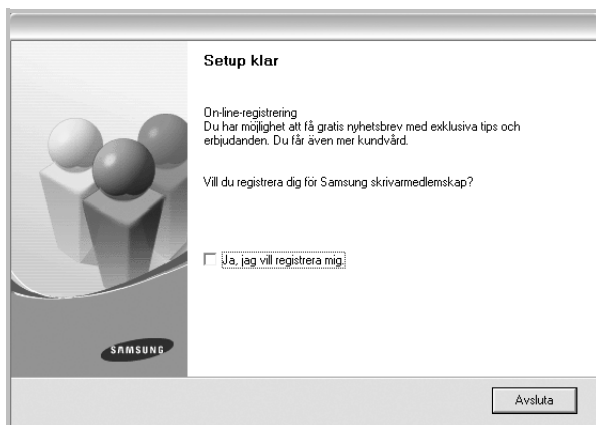 Setup klar
On-line-registrering
Du har möjlighet att få gratis nyhetsbrev med exklusiva tips och
erbjudanden. Du får även mer kundvård.
Vill du registrera dig för Samsung skrivarmedlemskap?
Ja, jag vill registrera mig.
SAMSUNG
Avsluta